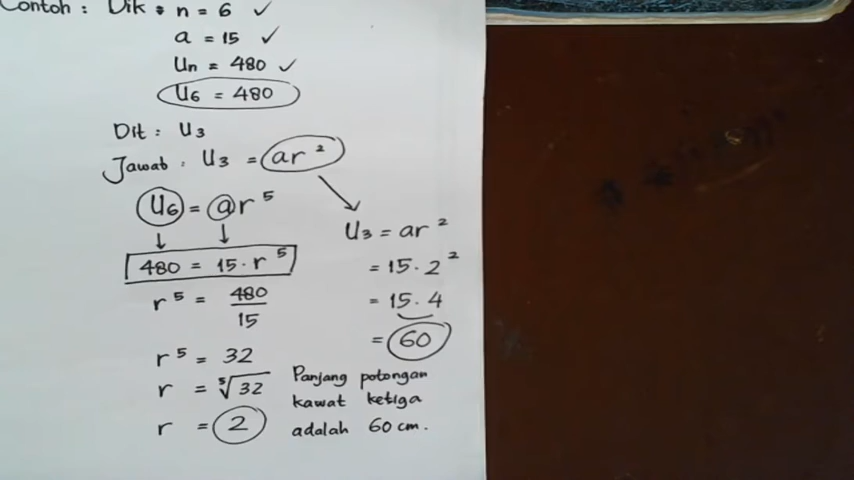 Contoh : Dik : n = 6 ✓
a = 15 ✓
Un = 480 ✓
U6 = 480
Dit : U3
Jawab : U3 = ar²
U6 = ar⁵
480 = 15 · r⁵
r⁵ = 480/15
r⁵ = 32
r = ⁵√32
r = 2
U3 = ar²
= 15 · 2²
= 15 · 4
= 60
Panjang potongan
kawat ketiga
adalah 60 cm.